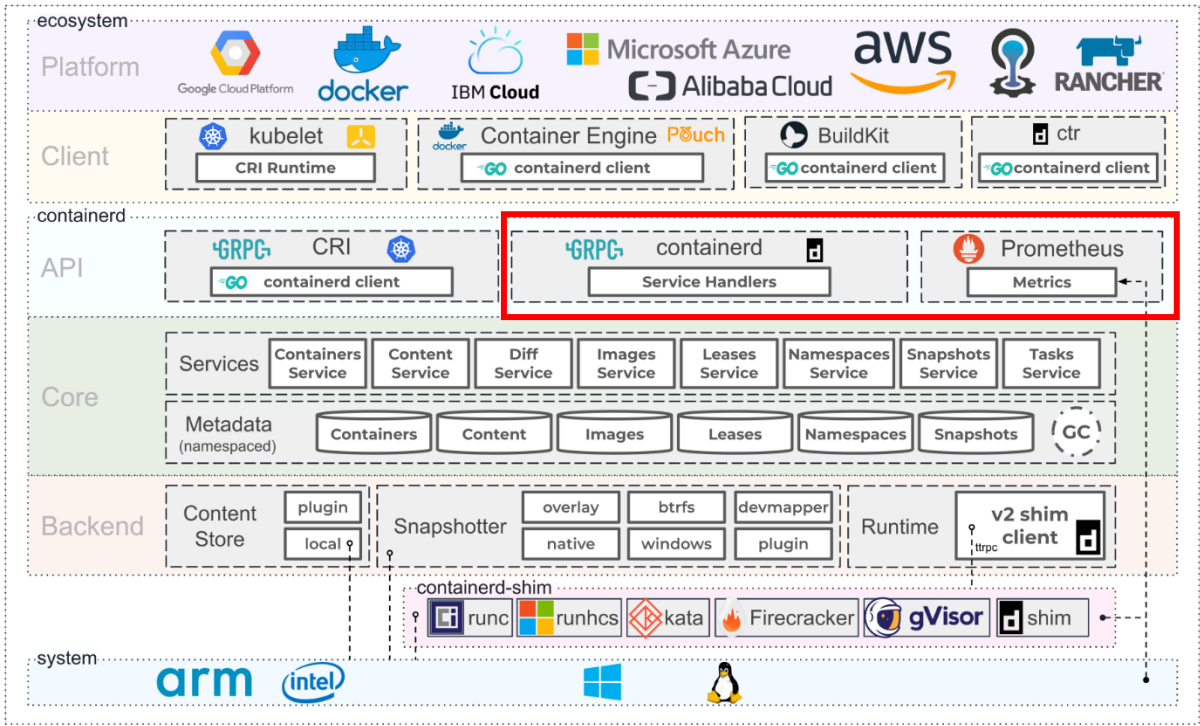 ecosystem
Platform
Google Cloud Platform
docker
IBM Cloud
Microsoft Azure
Alibaba Cloud
aws
RANCHER
Client
kubelet
CRI Runtime
docker
Container Engine
Pouch
GO containerd client
BuildKit
GO containerd client
d ctr
GO containerd client
containerd
API
GRPC CRI
GO containerd client
GRPC containerd d
Service Handlers
Prometheus
Metrics
Core
Services
Containers
Service
Content
Service
Diff
Service
Images
Service
Leases
Service
Namespaces
Service
Snapshots
Service
Tasks
Service
Metadata
(namespaced)
Containers
Content
Images
Leases
Namespaces
Snapshots
GC
Backend
Content
Store
plugin
local
Snapshotter
overlay
btrfs
devmapper
native
windows
plugin
Runtime
ttrpc
v2 shim
client
d
containerd-shim
runc
runhcs
kata
Firecracker
gVisor
d shim
system
arm
intel